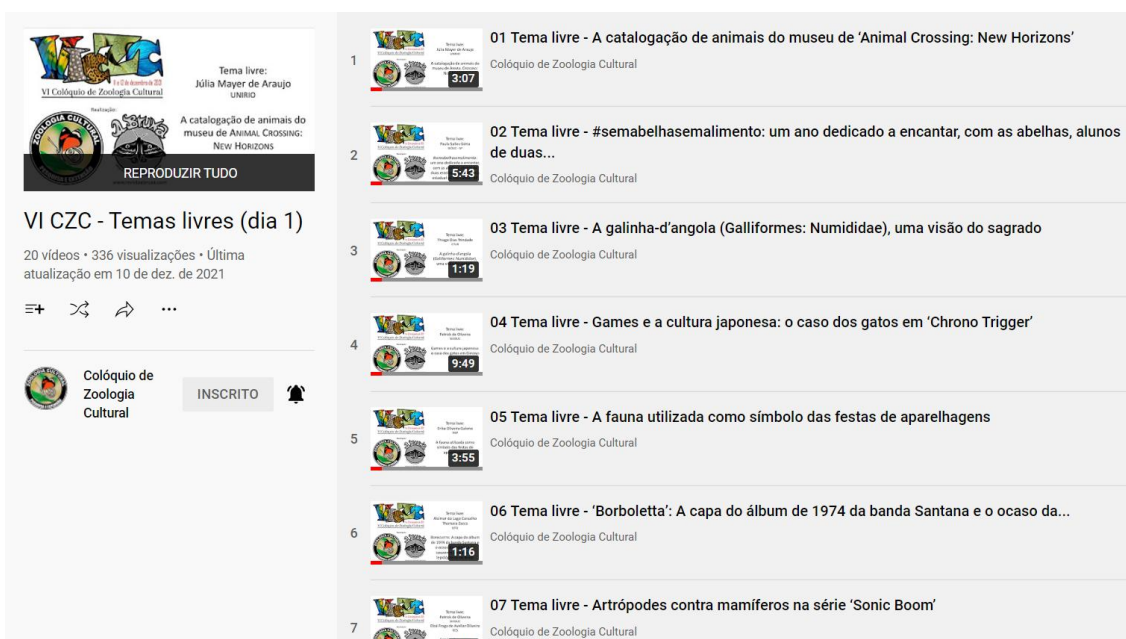 VI Colóquio de Zoologia Cultural
Realização:
ZOOLOGIA CULTURAL
Tema livre:
Júlia Mayer de Araujo
UNIRIO
A catalogação de animais do
museu de ANIMAL CROSSING:
NEW HORIZONS
REPRODUZIR TUDO
VI CZC - Temas livres (dia 1)
20 vídeos • 336 visualizações • Última
atualização em 10 de dez. de 2021
Colóquio de
Zoologia
Cultural
INSCRITO
1
3:07
01 Tema livre - A catalogação de animais do museu de ‘Animal Crossing: New Horizons’
Colóquio de Zoologia Cultural
2
5:43
02 Tema livre - #semabelhasemalimento: um ano dedicado a encantar, com as abelhas, alunos
de duas...
Colóquio de Zoologia Cultural
3
1:19
03 Tema livre - A galinha-d’angola (Galliformes: Numididae), uma visão do sagrado
Colóquio de Zoologia Cultural
4
9:49
04 Tema livre - Games e a cultura japonesa: o caso dos gatos em ‘Chrono Trigger’
Colóquio de Zoologia Cultural
5
3:55
05 Tema livre - A fauna utilizada como símbolo das festas de aparelhagens
Colóquio de Zoologia Cultural
6
1:16
06 Tema livre - ‘Borboletta’: A capa do álbum de 1974 da banda Santana e o ocaso da...
Colóquio de Zoologia Cultural
7
07 Tema livre - Artrópodes contra mamíferos na série ‘Sonic Boom’
Colóquio de Zoologia Cultural